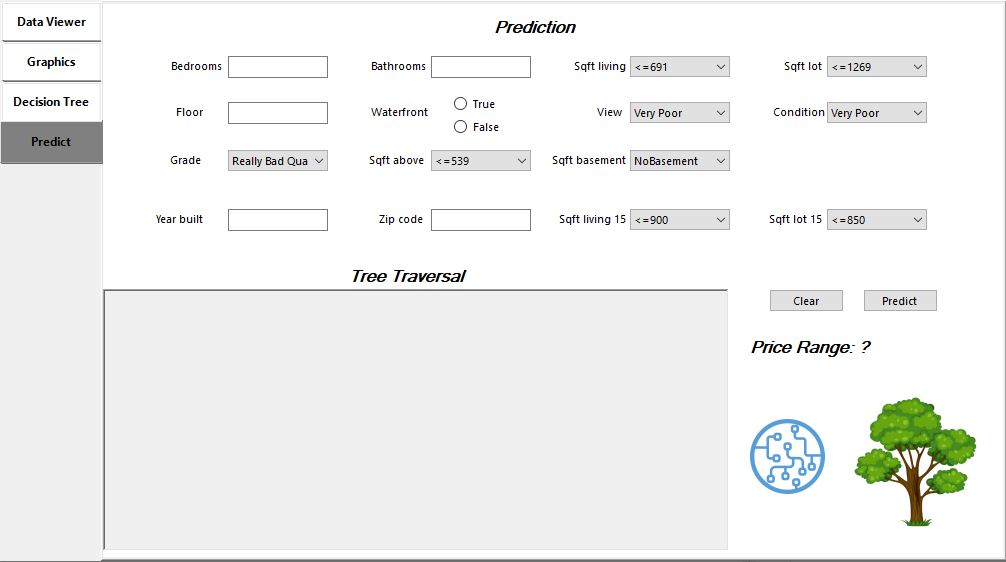 Data Viewer
Graphics
Decision Tree
Predict
Prediction
Bedrooms
Bathrooms
Sqft living <=691
Sqft lot <=1269
Floor
Waterfront
True
False
View Very Poor
Condition Very Poor
Grade Really Bad Qua
Sqft above <=539
Sqft basement NoBasement
Year built
Zip code
Sqft living 15 <=900
Sqft lot 15 <=850
Tree Traversal
Clear
Predict
Price Range: ?